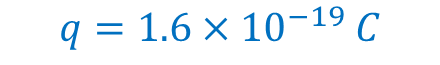 q = 1.6 × 10⁻¹⁹ C